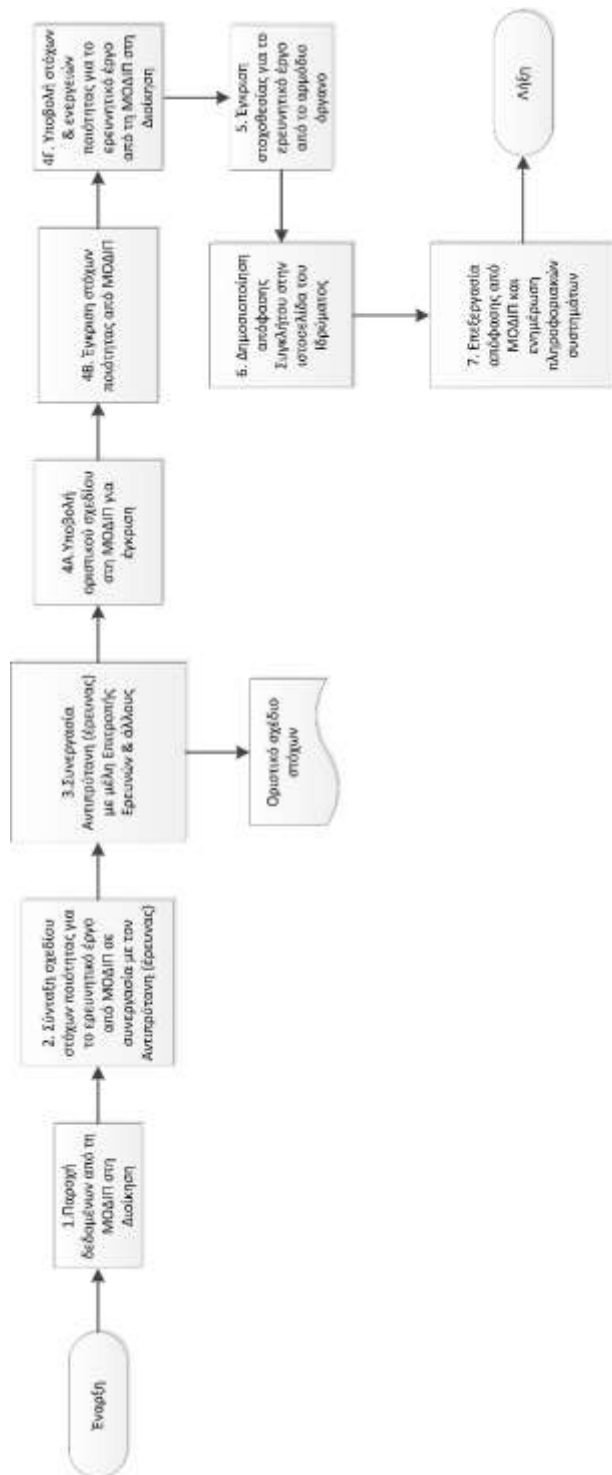 Έναρξη
1.Παροχή
δεδομένων από τη
ΜΟΔΙΠ στη
Διοίκηση
2. Σύνταξη σχεδίου
στόχων ποιότητας για
το ερευνητικό έργο
από ΜΟΔΙΠ σε
συνεργασία με τον
Αντιπρύτανη (έρευνας)
3.Συνεργασία
Αντιπρύτανη (έρευνας)
με μέλη Επιτροπής
Ερευνών & άλλους
Οριστικό σχέδιο
στόχων
4Α.Υποβολή
οριστικού σχεδίου
στη ΜΟΔΙΠ για
έγκριση
4Β. Έγκριση στόχων
ποιότητας από ΜΟΔΙΠ
4Γ. Υποβολή στόχων
& ενεργειών
ποιότητας για το
ερευνητικό έργο
από τη ΜΟΔΙΠ στη
Διοίκηση
5. Έγκριση
στοχοθεσίας για το
ερευνητικό έργο
από το αρμόδιο
όργανο
6. Δημοσιοποίηση
απόφασης
Συγκλήτου στην
ιστοσελίδα του
Ιδρύματος
7. Επεξεργασία
απόφασης από
ΜΟΔΙΠ και
ενημέρωση
πληροφοριακών
συστημάτων
Λήξη